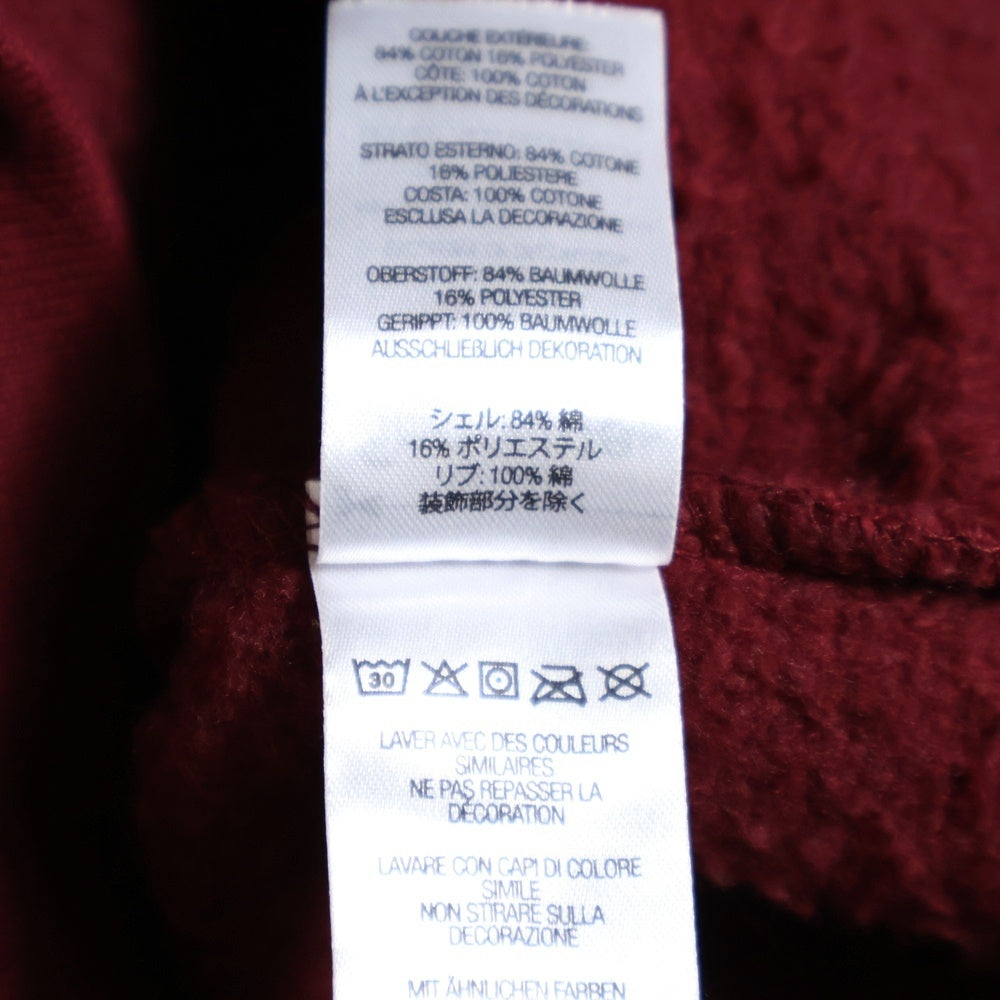 COUCHE EXTÉRIEURE:
84% COTON 16% POLYESTER
CÔTE: 100% COTON
À L'EXCEPTION DES DÉCORATIONS
STRATO ESTERNO: 84% COTONE
16% POLIESTERE
COSTA: 100% COTONE
ESCLUSA LA DECORAZIONE
OBERSTOFF: 84% BAUMWOLLE
16% POLYESTER
GERIPPT: 100% BAUMWOLLE
AUSSCHLIEßLICH DEKORATION
シェル: 84% 綿
16% ポリエステル
リブ: 100% 綿
装飾部分を除く
30
LAVER AVEC DES COULEURS
SIMILAIRES
NE PAS REPASSER LA
DÉCORATION
LAVARE CON CAPI DI COLORE
SIMILE
NON STIRARE SULLA
DECORAZIONE
MIT ÄHNLICHEN FARBEN